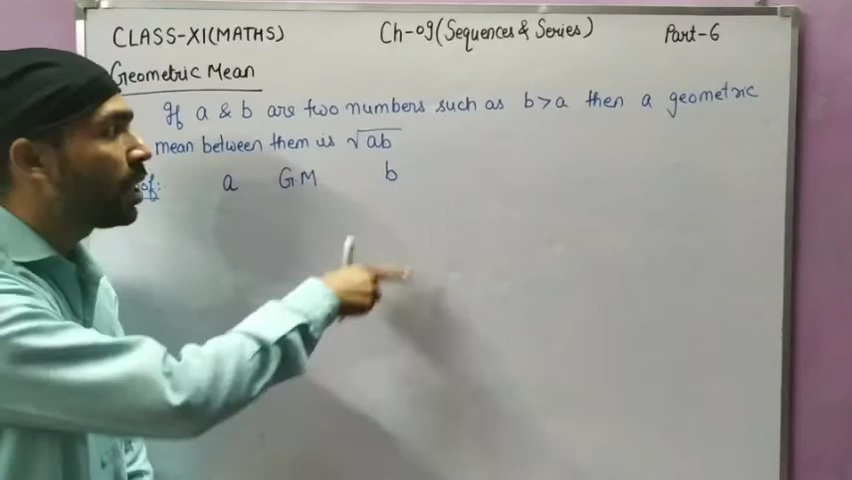 CLASS-XI(MATHS) Ch-09(Sequences & Series) Part-6
Geometric Mean
If a & b are two numbers such as b>a then a geometric
mean between them is √ab
of: a G.M b